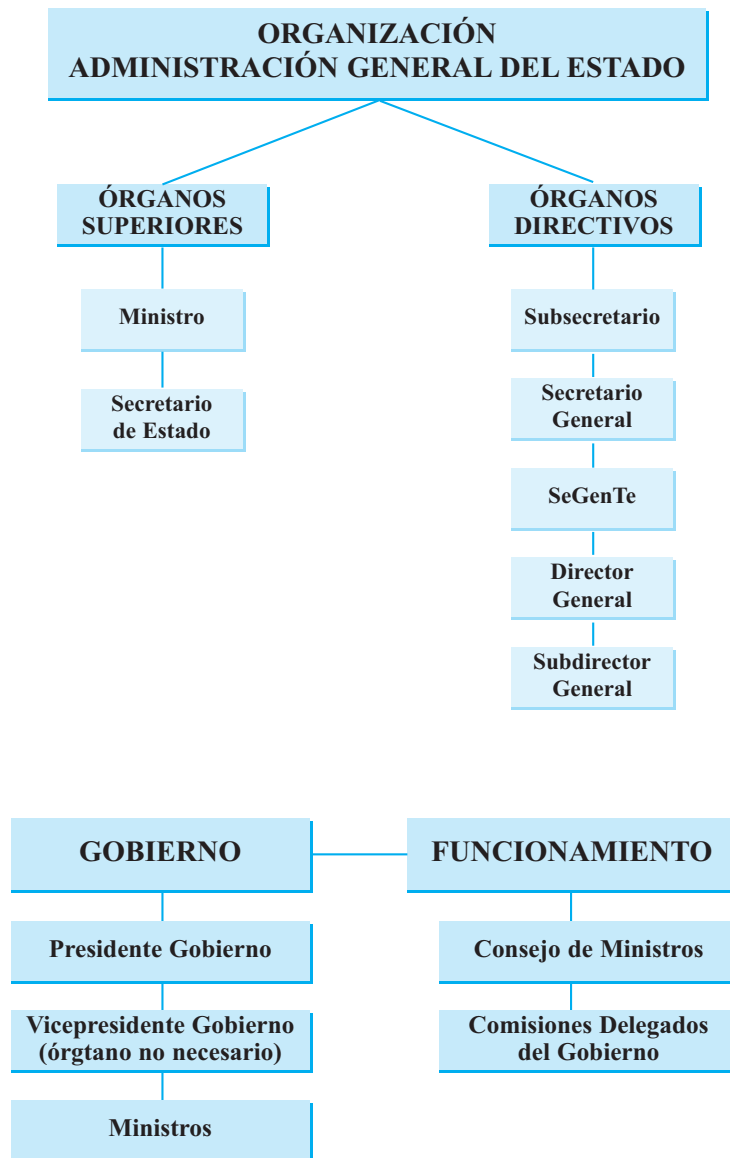 ORGANIZACIÓN
ADMINISTRACIÓN GENERAL DEL ESTADO
ÓRGANOS
SUPERIORES
Ministro
Secretario
de Estado
ÓRGANOS
DIRECTIVOS
Subsecretario
Secretario
General
SeGenTe
Director
General
Subdirector
General
GOBIERNO
Presidente Gobierno
Vicepresidente Gobierno
(órgtano no necesario)
Ministros
FUNCIONAMIENTO
Consejo de Ministros
Comisiones Delegados
del Gobierno